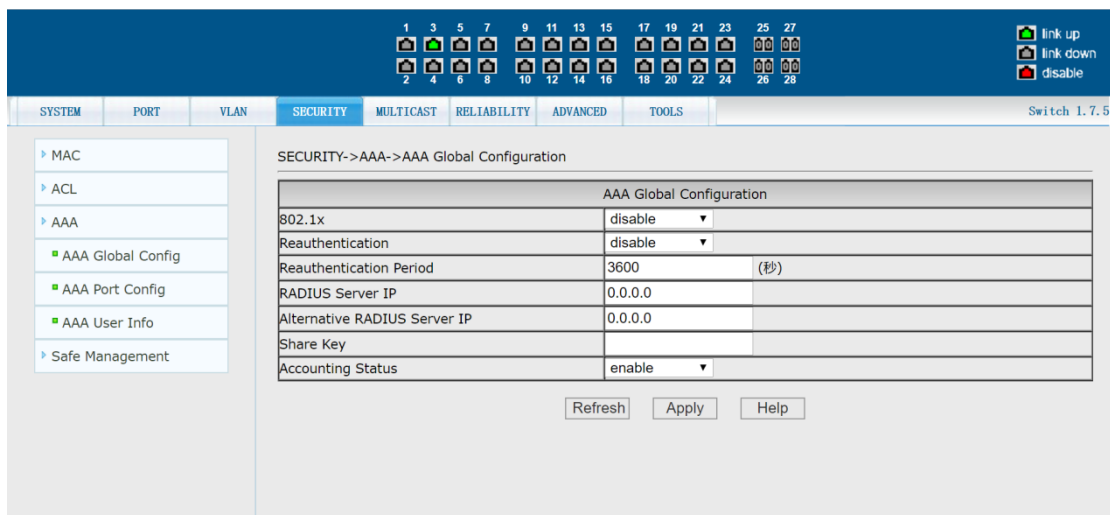 1 3 5 7 9 11 13 15 17 19 21 23 25 27
2 4 6 8 10 12 14 16 18 20 22 24 26 28
link up
link down
disable
SYSTEM PORT VLAN SECURITY MULTICAST RELIABILITY ADVANCED TOOLS Switch 1.7.5
MAC
ACL
AAA
AAA Global Config
AAA Port Config
AAA User Info
Safe Management
SECURITY->AAA->AAA Global Configuration
AAA Global Configuration
802.1x disable
Reauthentication disable
Reauthentication Period 3600 (秒)
RADIUS Server IP 0.0.0.0
Alternative RADIUS Server IP 0.0.0.0
Share Key
Accounting Status enable
Refresh Apply Help